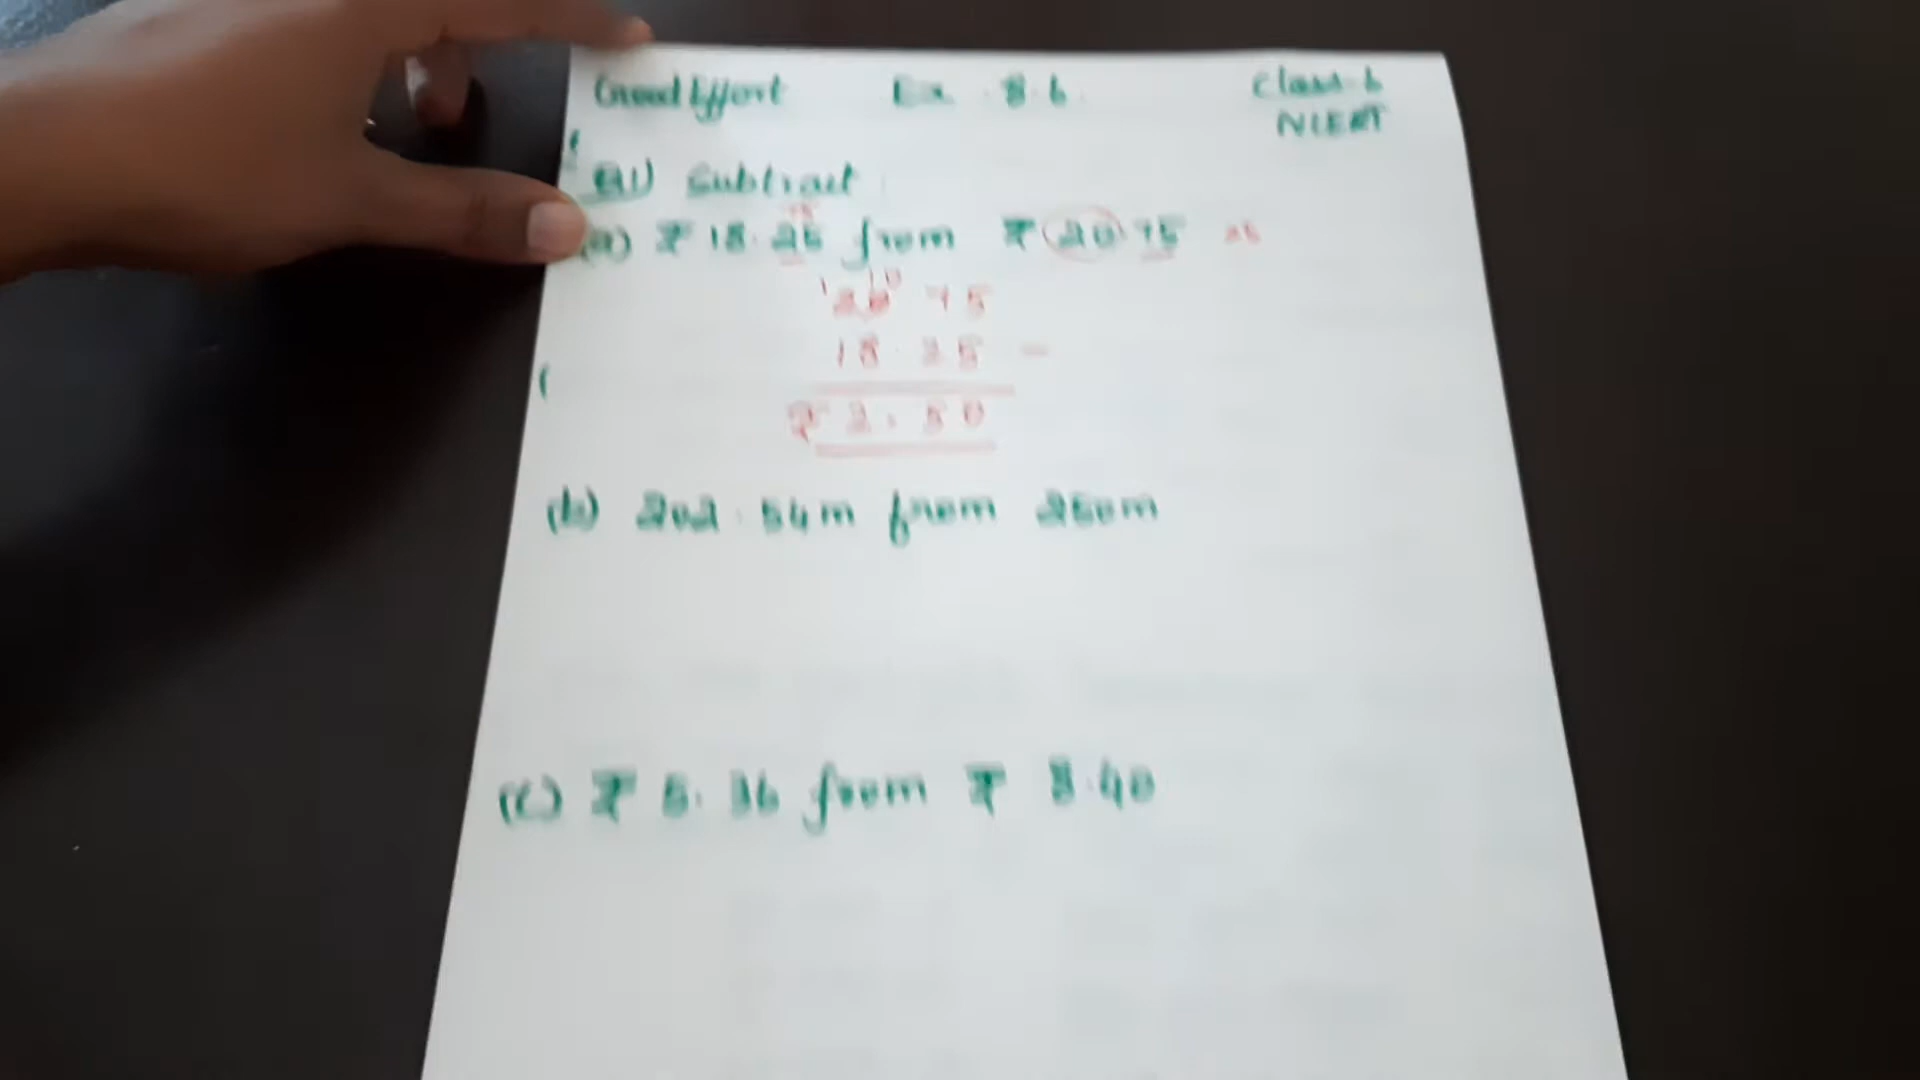 Good Effort Ex 8.6 Class-6
NCERT
Q1) Subtract
(a) ₹ 18.25 from ₹ 20.75
20 75
18.25 -
₹ 2.50
(b) 202.54m from 250m
(c) ₹ 5.36 from ₹ 8.40